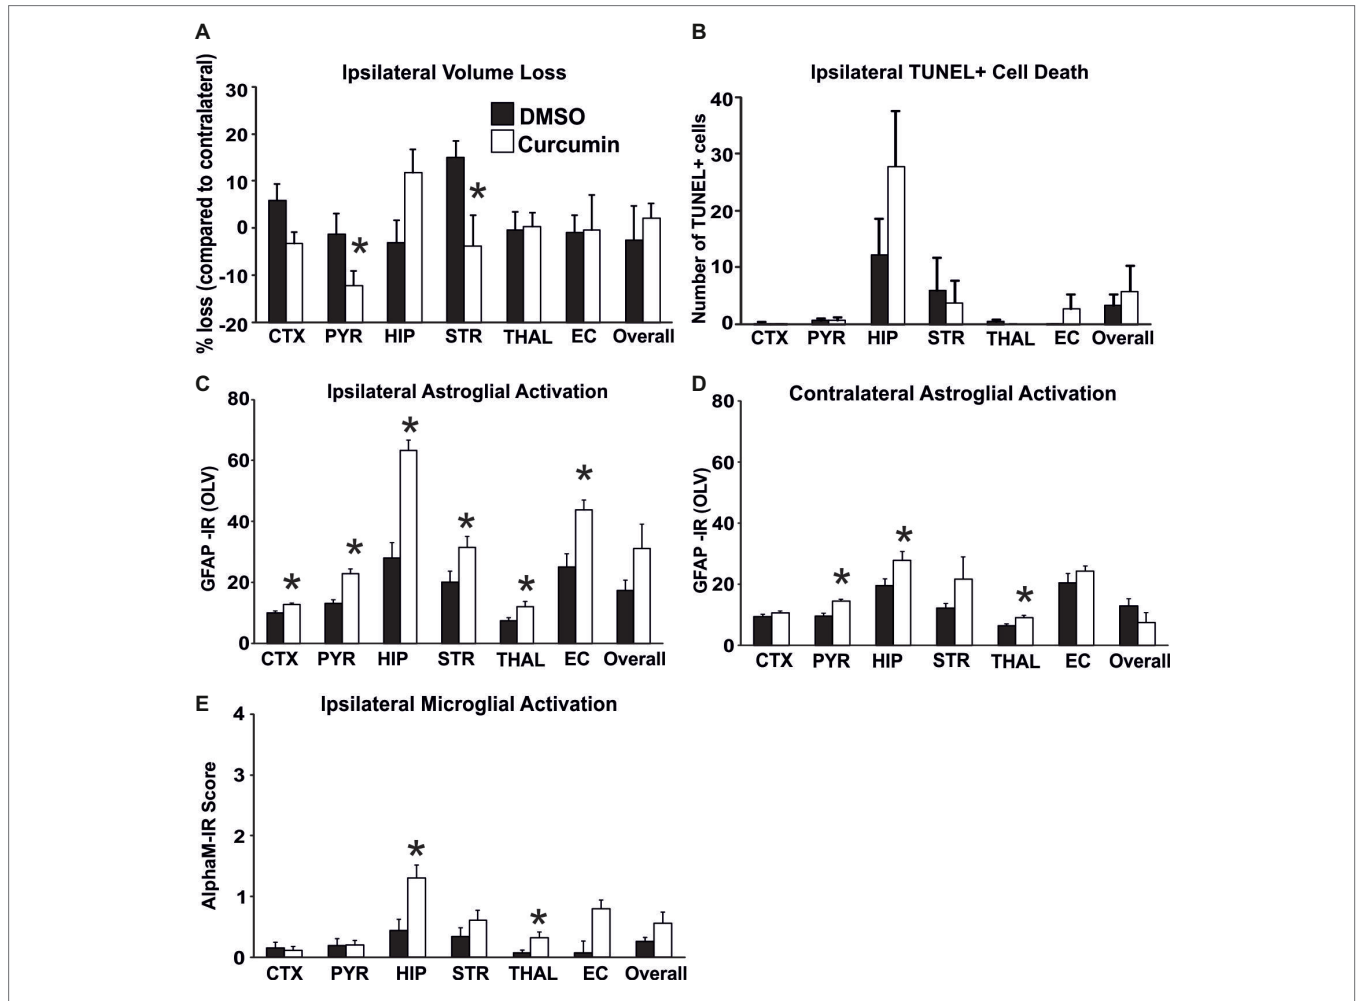 A
Ipsilateral Volume Loss
% loss (compared to contralateral)
30
20
10
0
-10
-20
DMSO
Curcumin
*
*
CTX PYR HIP STR THAL EC Overall
B
Ipsilateral TUNEL+ Cell Death
Number of TUNEL+ cells
40
30
20
10
0
CTX PYR HIP STR THAL EC Overall
C
Ipsilateral Astroglial Activation
GFAP -IR (OLV)
80
60
40
20
0
*
*
*
*
*
*
CTX PYR HIP STR THAL EC Overall
D
Contralateral Astroglial Activation
GFAP -IR (OLV)
80
60
40
20
0
*
*
*
CTX PYR HIP STR THAL EC Overall
E
Ipsilateral Microglial Activation
AlphaM-IR Score
4
3
2
1
0
*
*
CTX PYR HIP STR THAL EC Overall